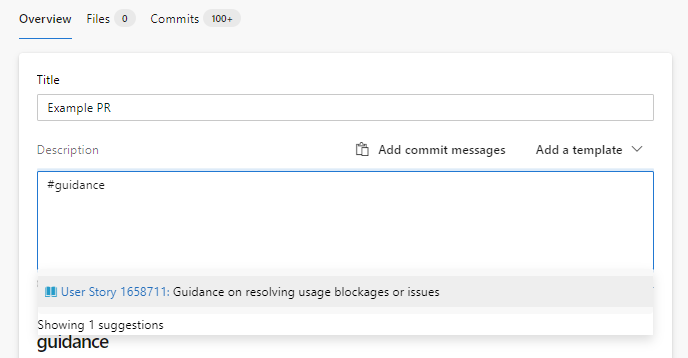 Overview Files 0 Commits 100+
Title
Example PR
Description Add commit messages Add a template
#guidance
User Story 1658711: Guidance on resolving usage blockages or issues
Showing 1 suggestions
guidance